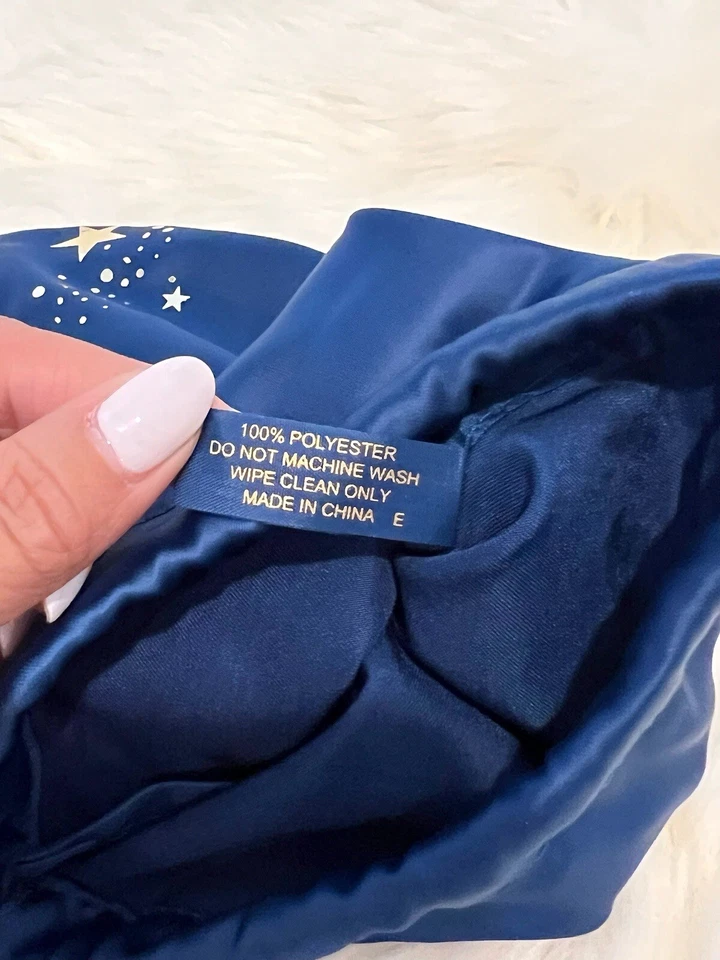 100% POLYESTER
DO NOT MACHINE WASH
WIPE CLEAN ONLY
MADE IN CHINA E